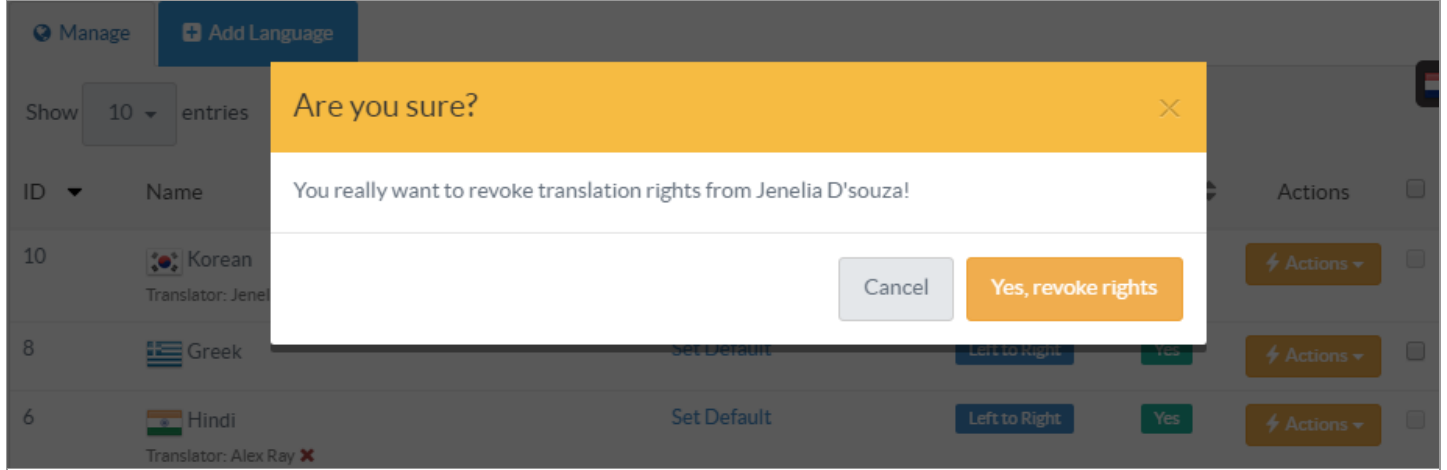 Manage Add Language
Show 10 entries
Are you sure? ×
ID Name Actions
You really want to revoke translation rights from Jenelia D'souza!
10 Korean Actions
Translator:
Cancel Yes, revoke rights
8 Greek Set Default Left to Right Yes Actions
6 Hindi Set Default Left to Right Yes Actions
Translator: Alex Ray